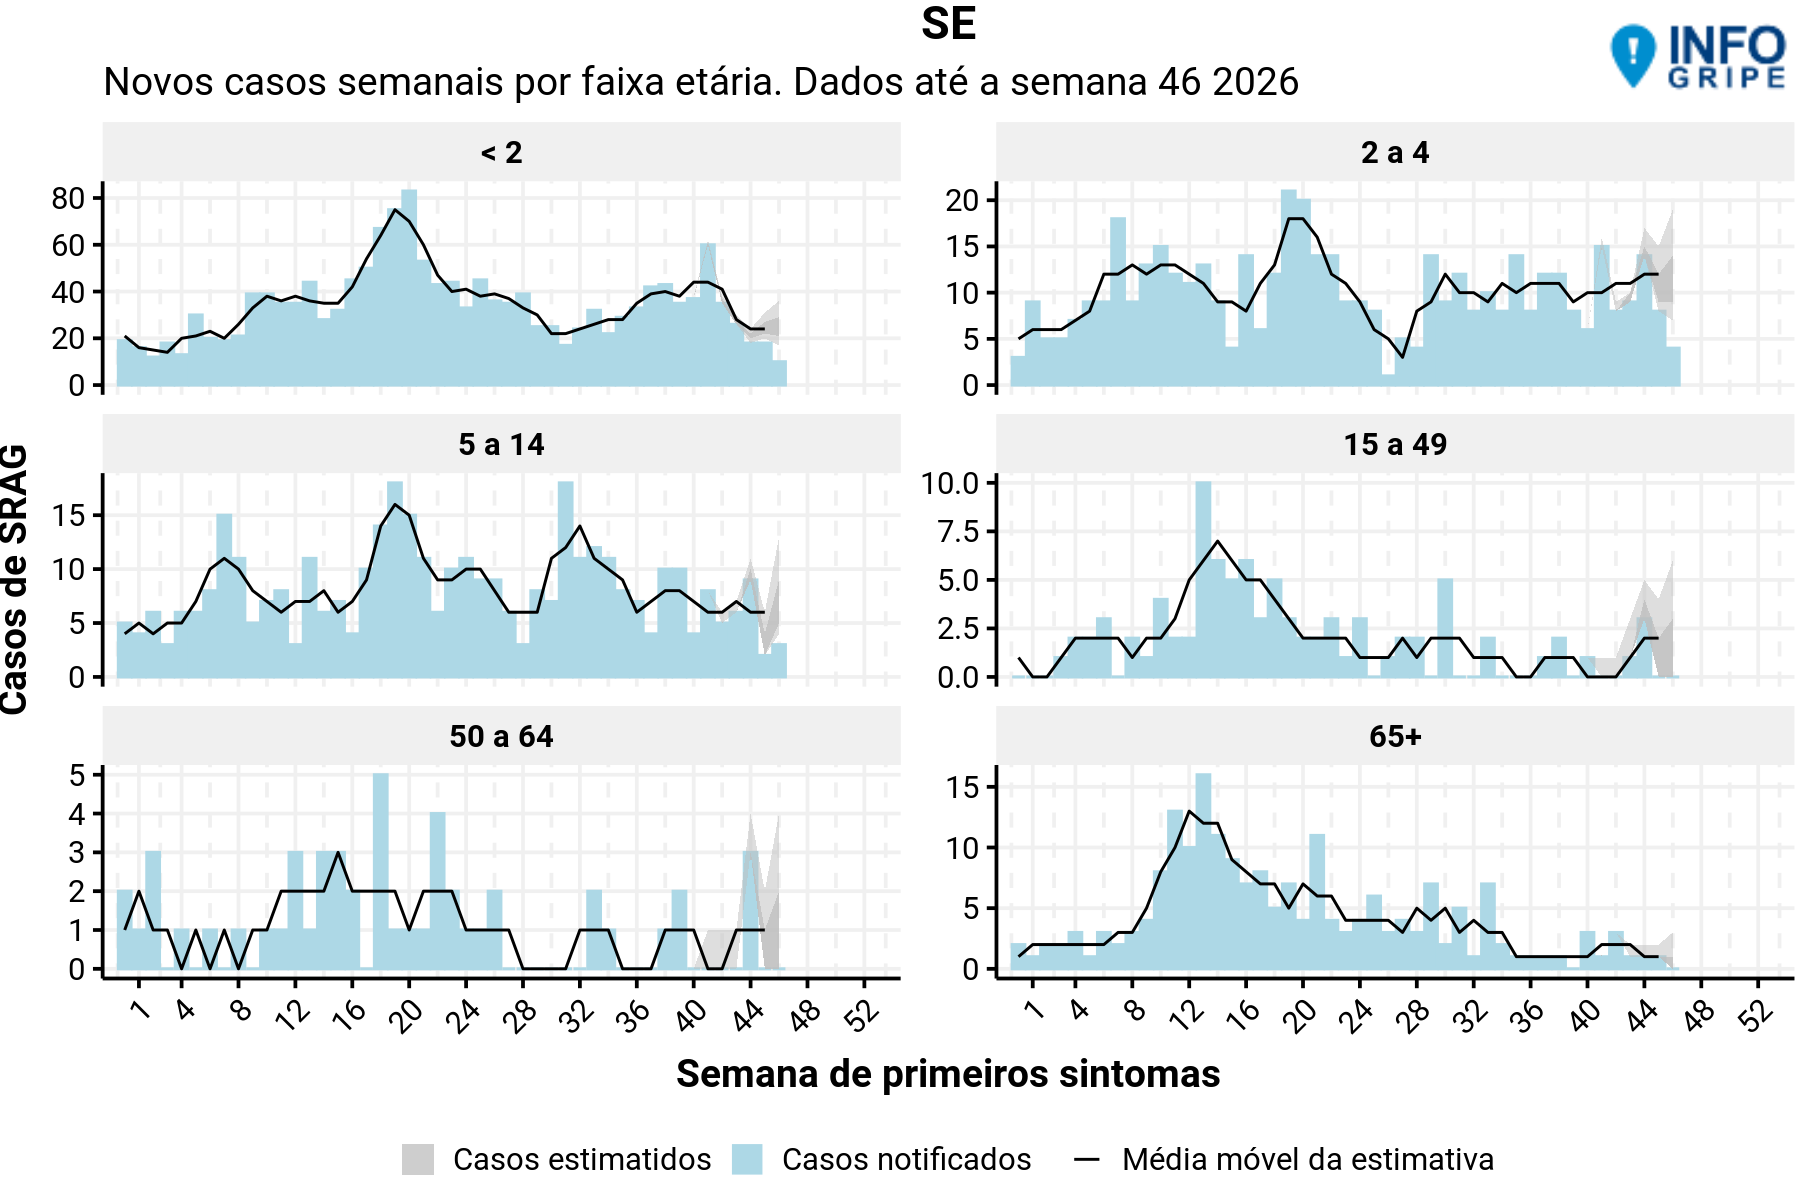 SE
INFO
GRIPE
Novos casos semanais por faixa etária. Dados até a semana 46 2026
< 2
2 a 4
80
60
40
20
0
20
15
10
5
0
5 a 14
15 a 49
15
10
5
0
10.0
7.5
5.0
2.5
0.0
50 a 64
65+
5
4
3
2
1
0
15
10
5
0
Casos de SRAG
1 4 8 12 16 20 24 28 32 36 40 44 48 52
1 4 8 12 16 20 24 28 32 36 40 44 48 52
Semana de primeiros sintomas
Casos estimatidos Casos notificados Média móvel da estimativa